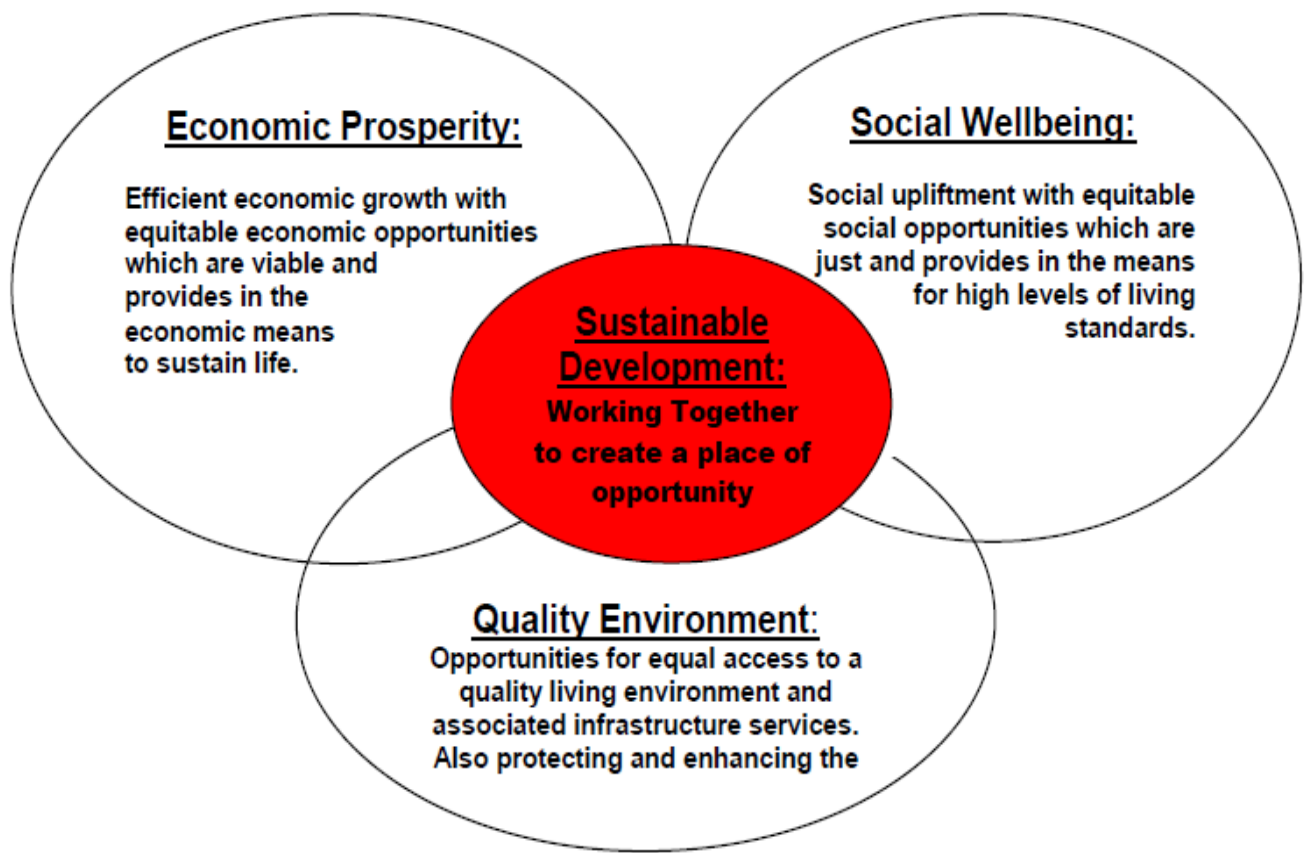 Economic Prosperity:
Efficient economic growth with
equitable economic opportunities
which are viable and
provides in the
economic means
to sustain life.
Social Wellbeing:
Social upliftment with equitable
social opportunities which are
just and provides in the means
for high levels of living
standards.
Sustainable
Development:
Working Together
to create a place of
opportunity
Quality Environment:
Opportunities for equal access to a
quality living environment and
associated infrastructure services.
Also protecting and enhancing the